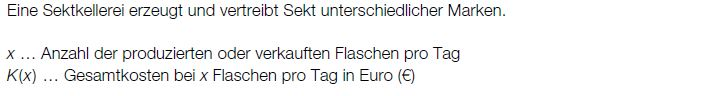 Eine Sektkellerei erzeugt und vertreibt Sekt unterschiedlicher Marken.
x … Anzahl der produzierten oder verkauften Flaschen pro Tag
K(x) … Gesamtkosten bei x Flaschen pro Tag in Euro (€)